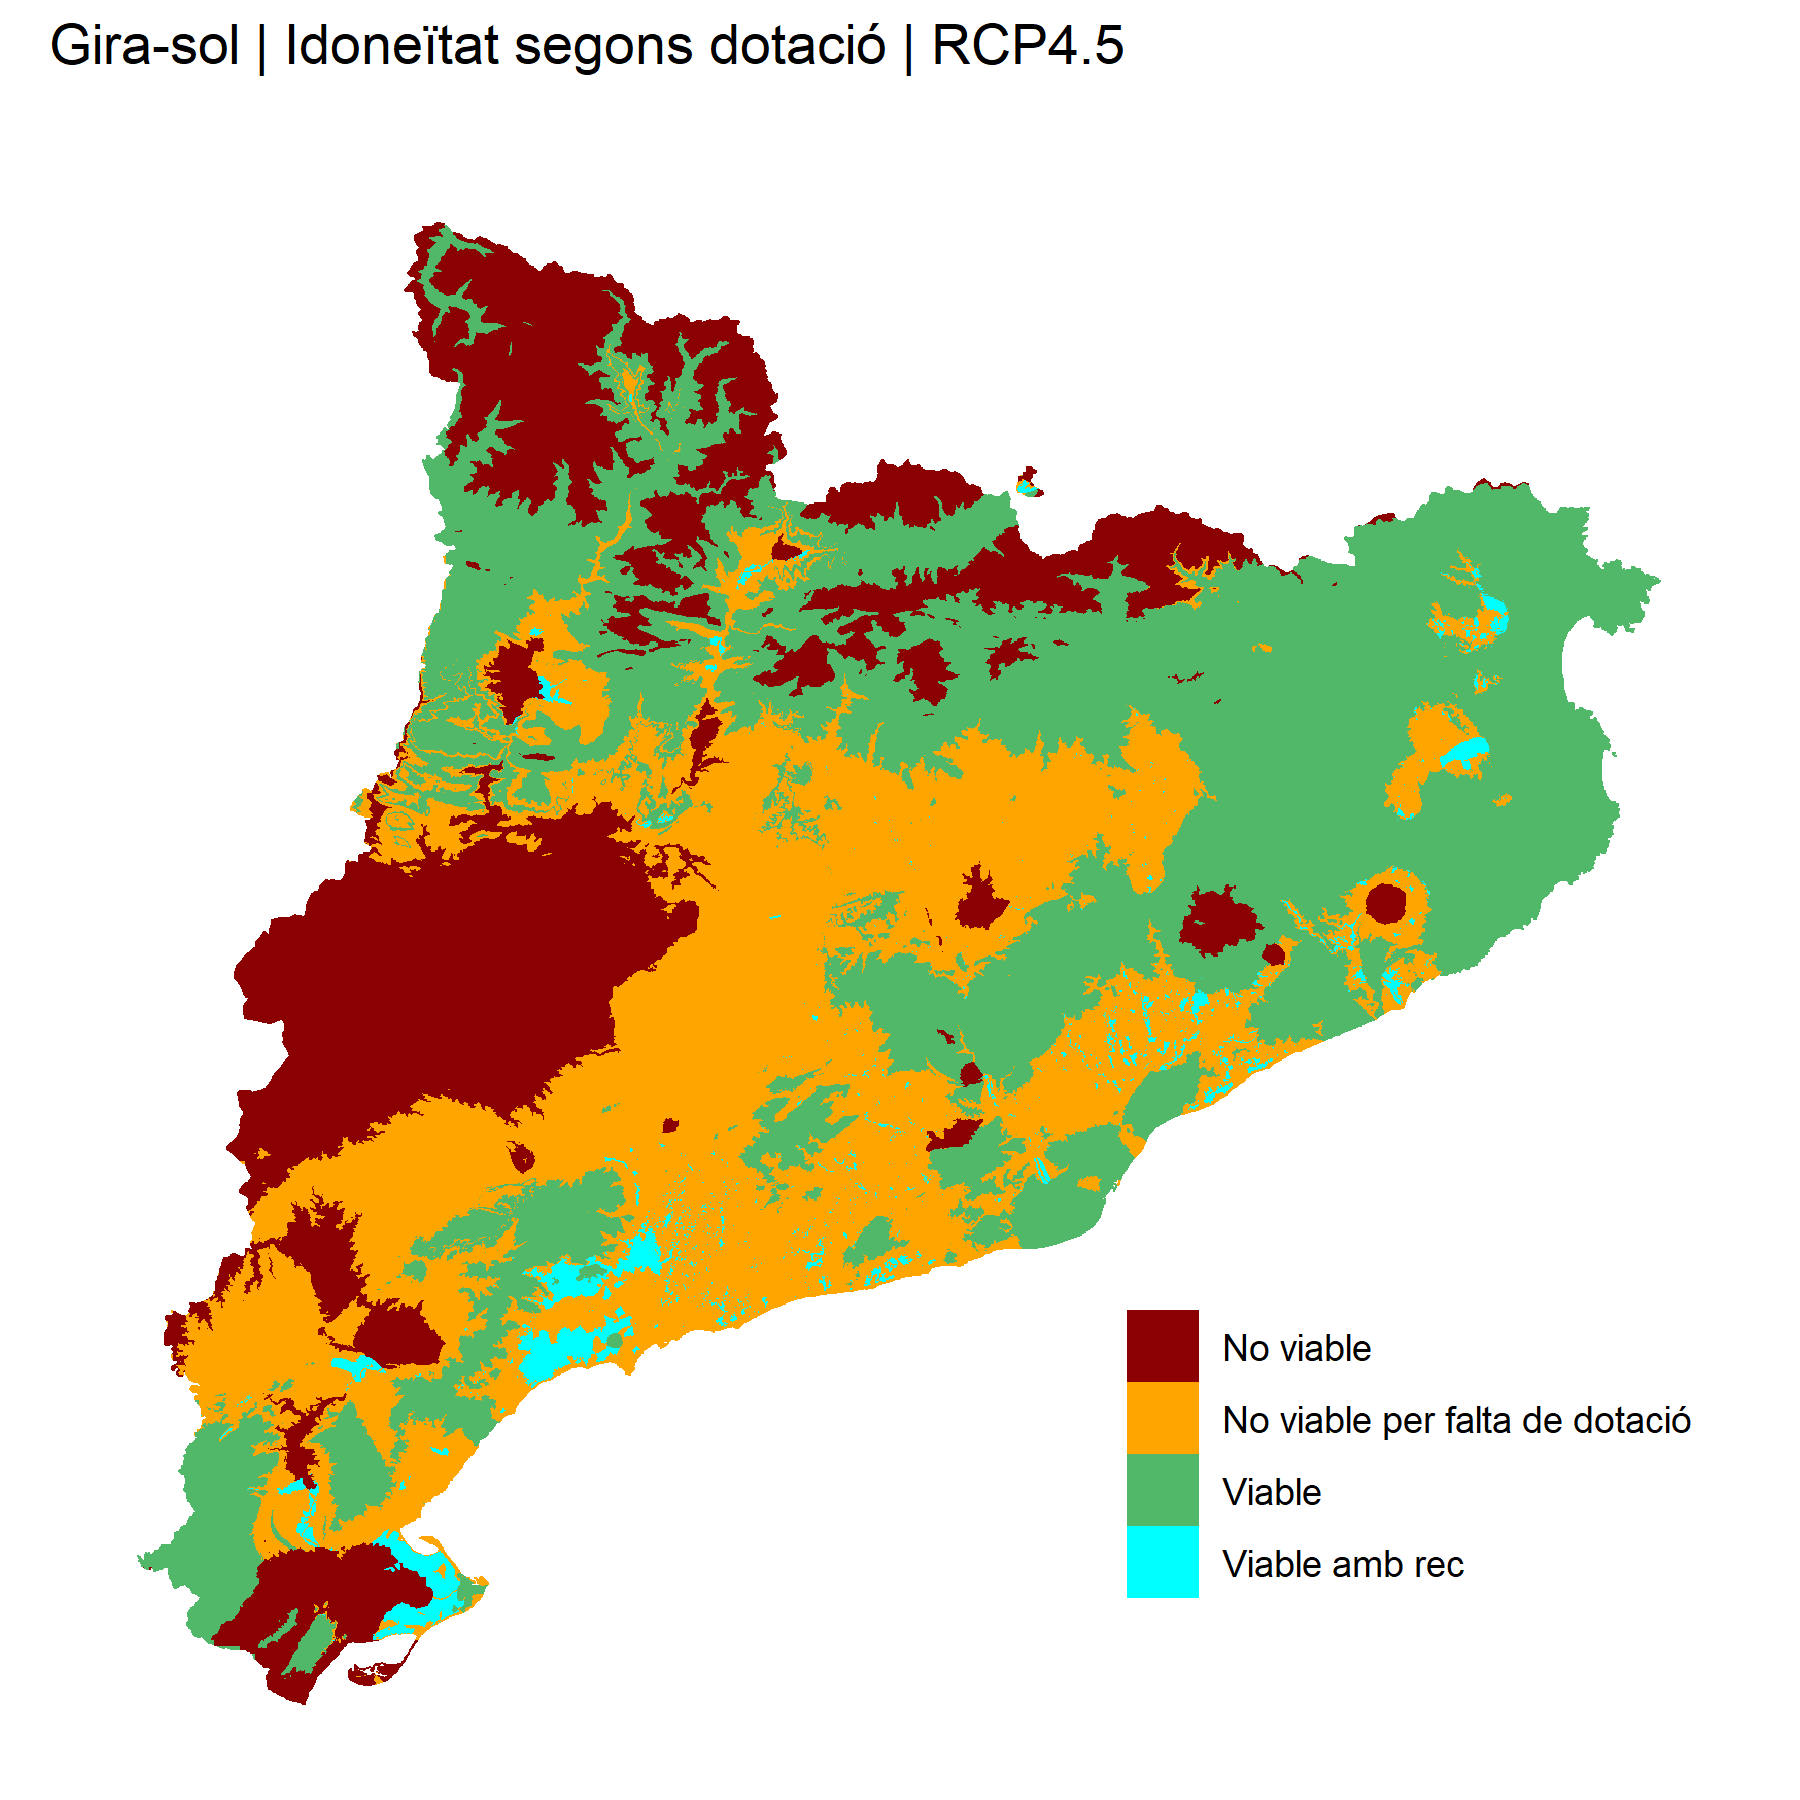 Gira-sol | Idoneïtat segons dotació | RCP4.5
No viable
No viable per falta de dotació
Viable
Viable amb rec